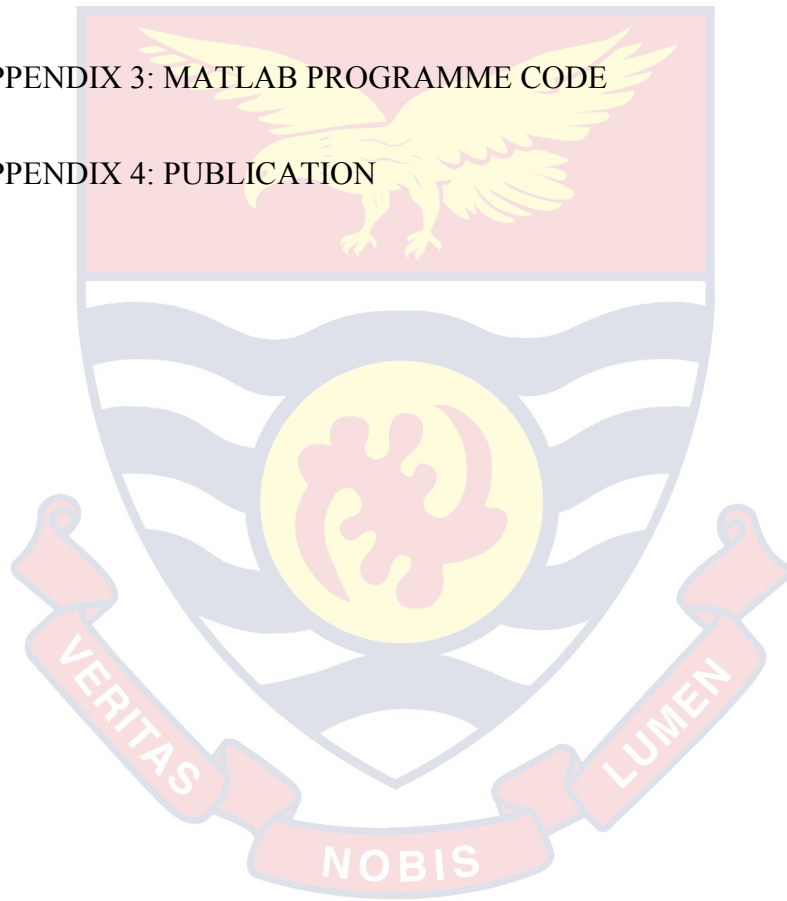 PPENDIX 3: MATLAB PROGRAMME CODE
PPENDIX 4: PUBLICATION
VERITAS
NOBIS
LUMEN